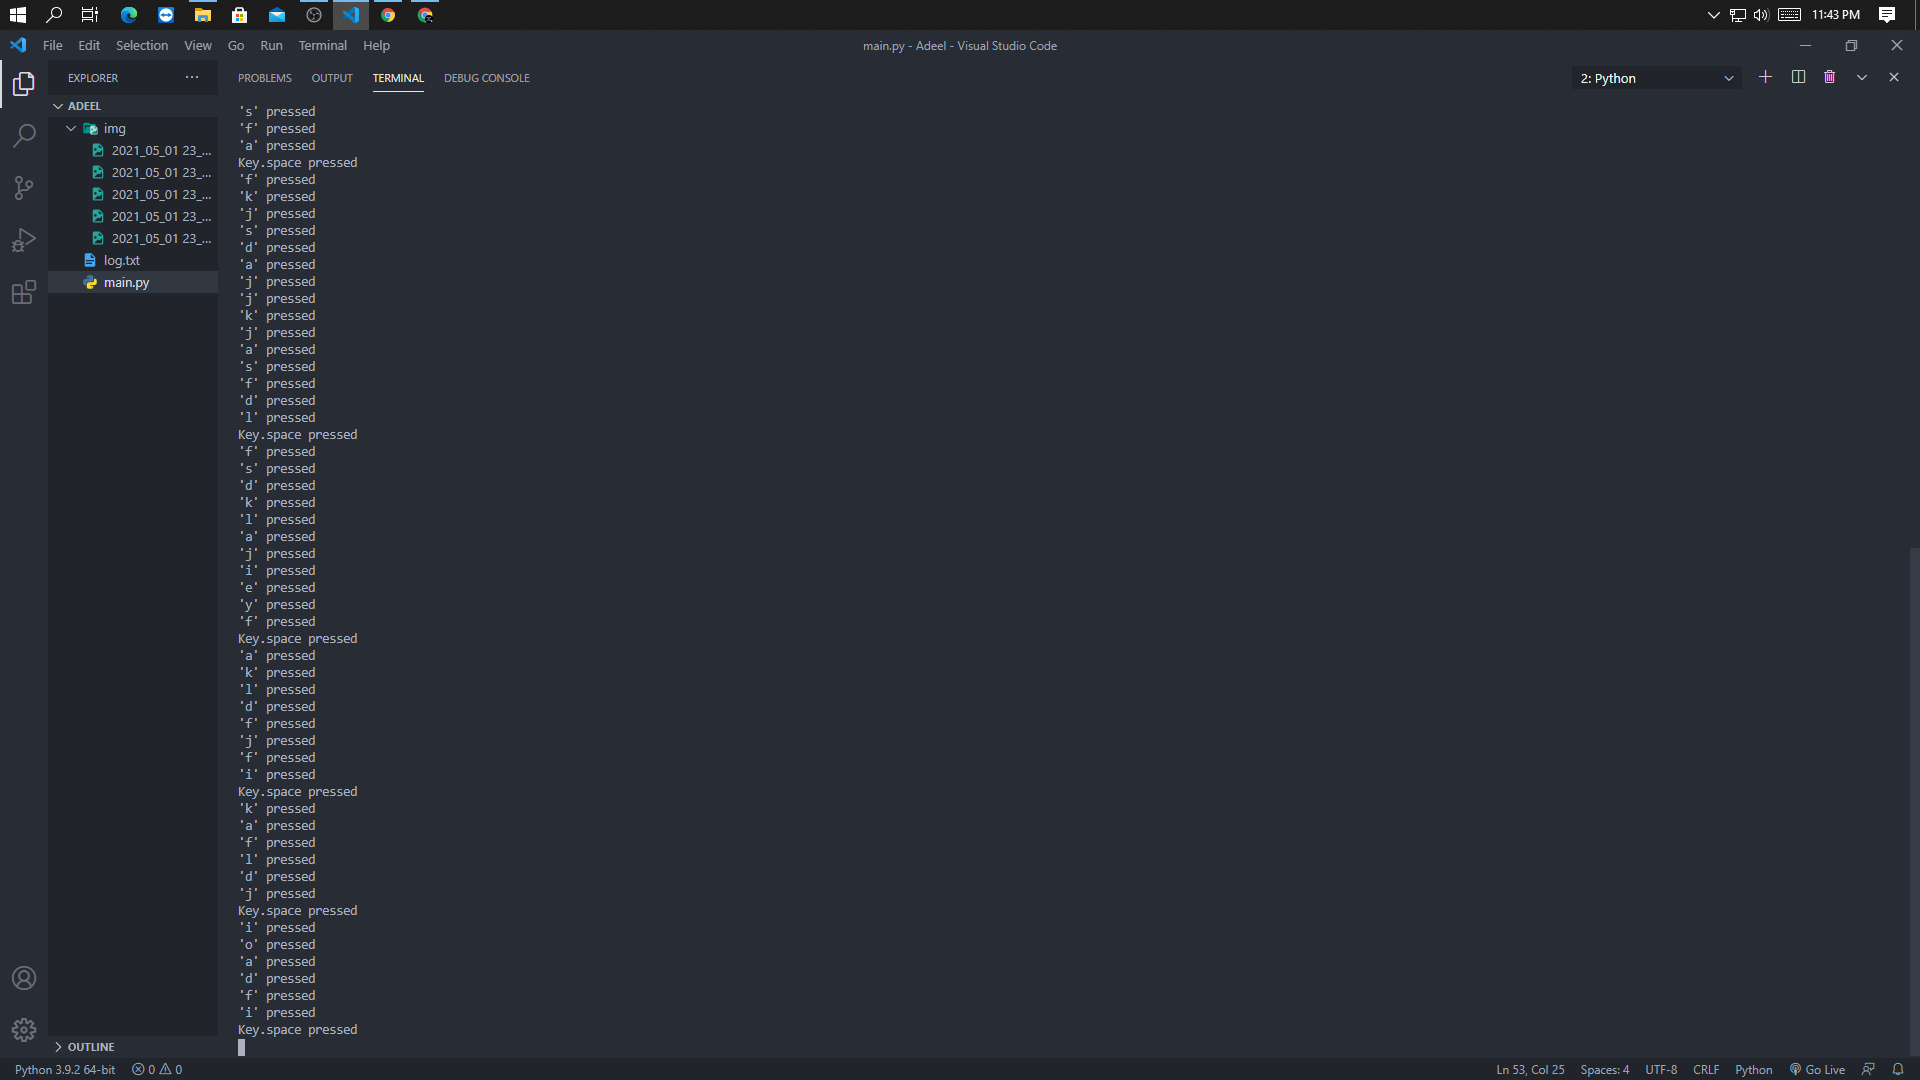 11:43 PM
File Edit Selection View Go Run Terminal Help
main.py - Adeel - Visual Studio Code
EXPLORER
ADEEL
img
2021_05_01 23_...
2021_05_01 23_...
2021_05_01 23_...
2021_05_01 23_...
2021_05_01 23_...
log.txt
main.py
OUTLINE
PROBLEMS OUTPUT TERMINAL DEBUG CONSOLE
2: Python
's' pressed
'f' pressed
'a' pressed
Key.space pressed
'f' pressed
'k' pressed
'j' pressed
's' pressed
'd' pressed
'a' pressed
'j' pressed
'j' pressed
'k' pressed
'j' pressed
'a' pressed
's' pressed
'f' pressed
'd' pressed
'l' pressed
Key.space pressed
'f' pressed
's' pressed
'd' pressed
'k' pressed
'l' pressed
'a' pressed
'j' pressed
'i' pressed
'e' pressed
'y' pressed
'f' pressed
Key.space pressed
'a' pressed
'k' pressed
'l' pressed
'd' pressed
'f' pressed
'j' pressed
'f' pressed
'i' pressed
Key.space pressed
'k' pressed
'a' pressed
'f' pressed
'l' pressed
'd' pressed
'j' pressed
Key.space pressed
'i' pressed
'o' pressed
'a' pressed
'd' pressed
'f' pressed
'i' pressed
Key.space pressed
Python 3.9.2 64-bit 0 0
Ln 53, Col 25 Spaces: 4 UTF-8 CRLF Python Go Live